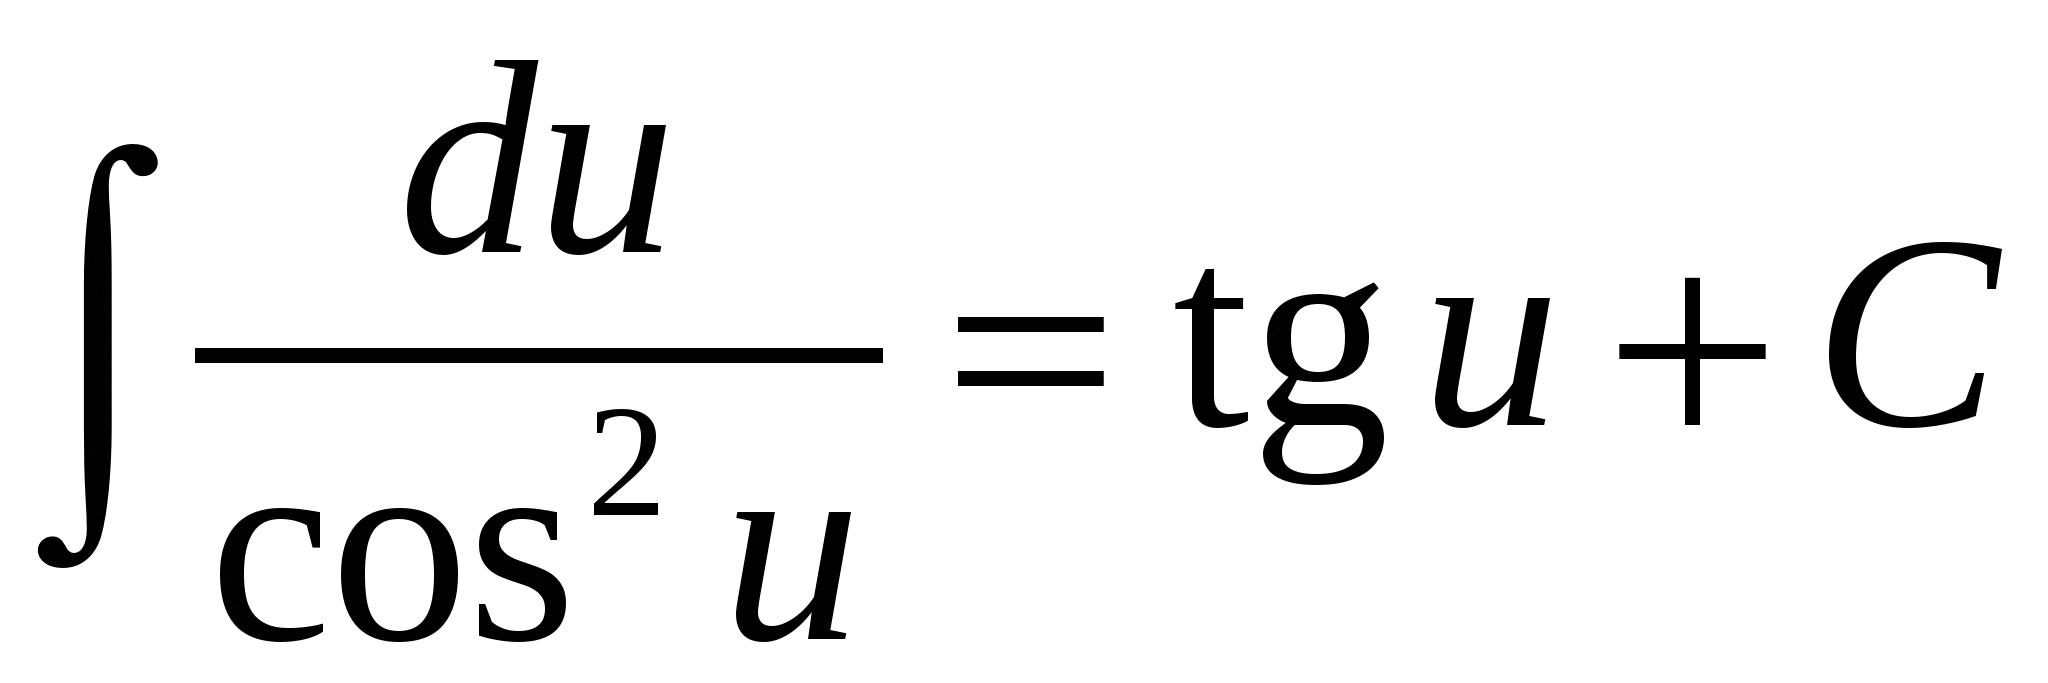 ∫ du/cos² u = tg u + C